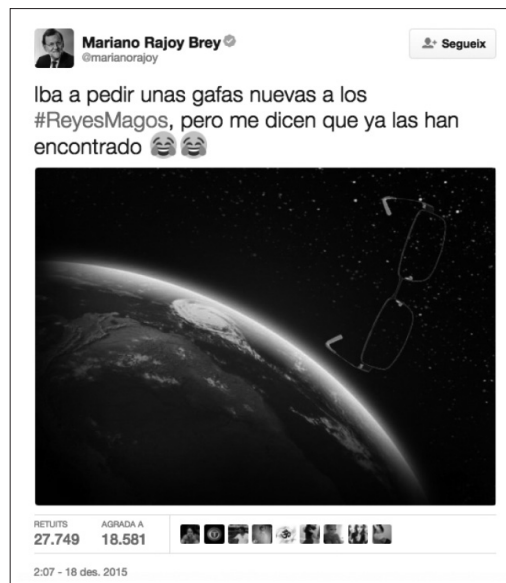 Mariano Rajoy Brey
@marianorajoy
Segueix
Iba a pedir unas gafas nuevas a los
#ReyesMagos, pero me dicen que ya las han
encontrado
RETUITS
27.749
AGRADA A
18.581
2:07 - 18 des. 2015